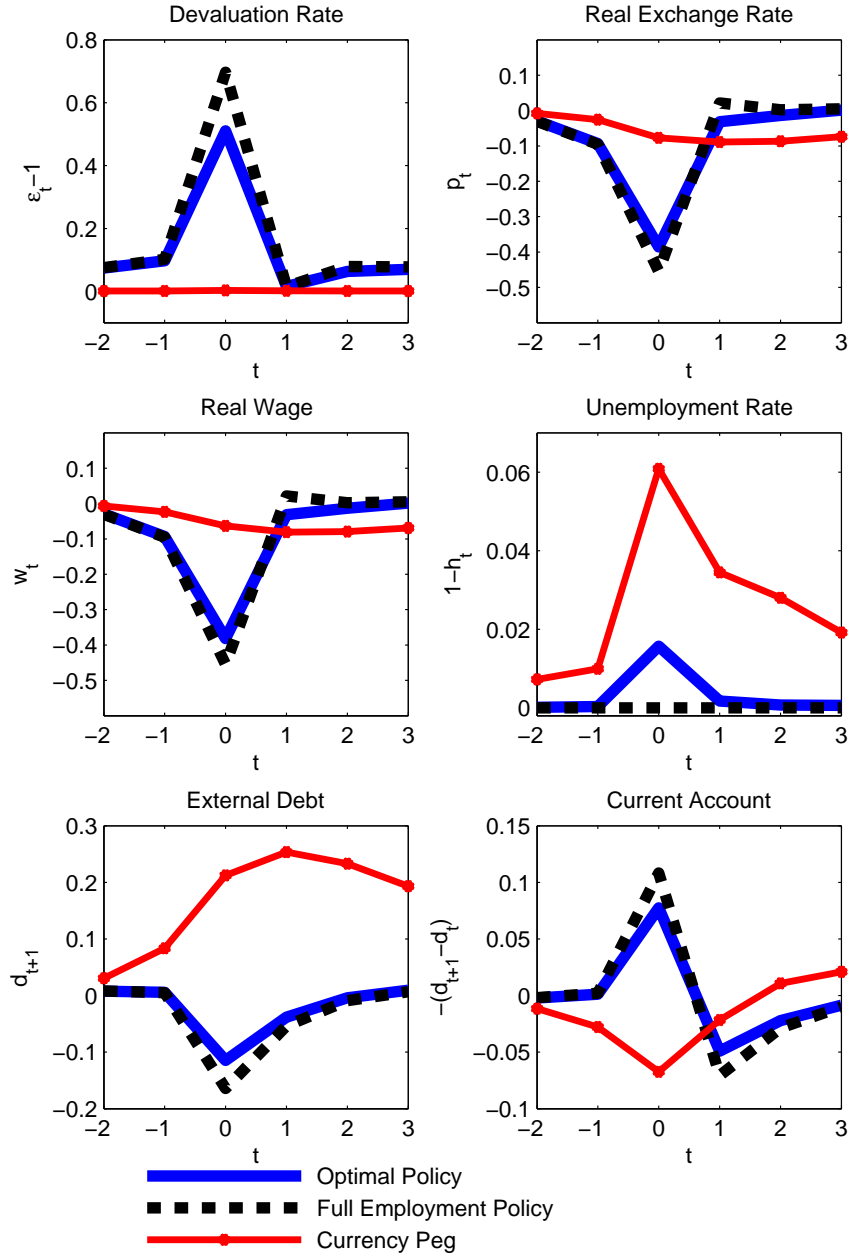 Devaluation Rate
0.8
0.6
0.4
0.2
0
−2 −1 0 1 2 3
t
ε_t−1
Real Exchange Rate
0.1
0
−0.1
−0.2
−0.3
−0.4
−0.5
−2 −1 0 1 2 3
t
p_t
Real Wage
0.1
0
−0.1
−0.2
−0.3
−0.4
−0.5
−2 −1 0 1 2 3
t
w_t
Unemployment Rate
0.06
0.04
0.02
0
−2 −1 0 1 2 3
t
1−h_t
External Debt
0.3
0.2
0.1
0
−0.1
−0.2
−2 −1 0 1 2 3
t
d_{t+1}
Current Account
0.15
0.1
0.05
0
−0.05
−0.1
−2 −1 0 1 2 3
t
−(d_{t+1}−d_t)
Optimal Policy
Full Employment Policy
Currency Peg